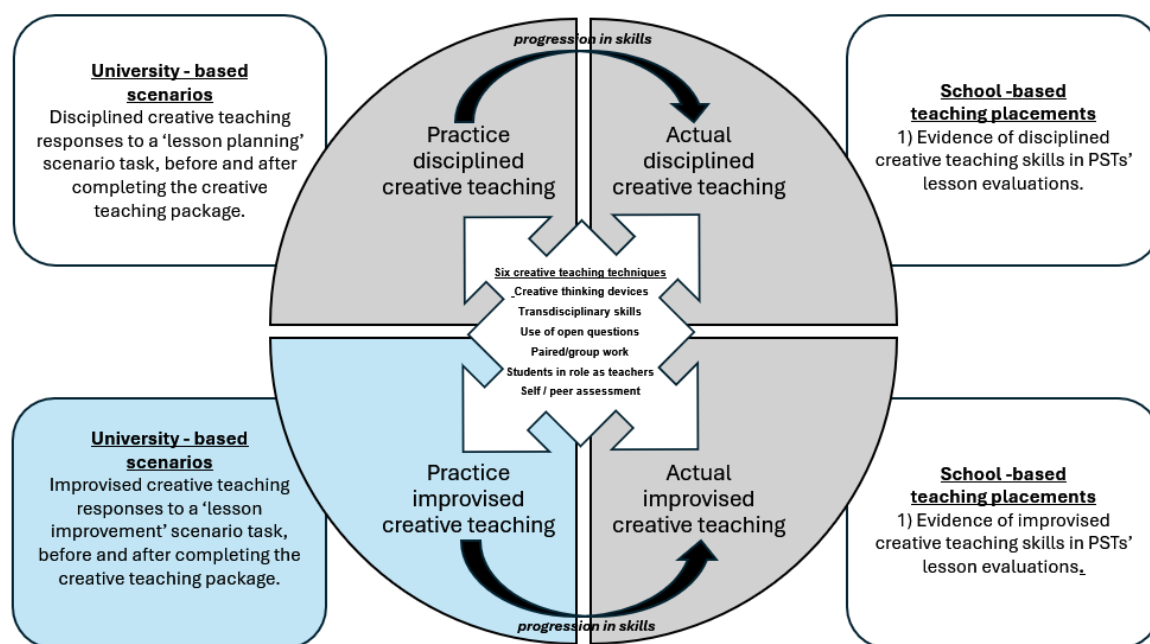 progression in skills
University - based
scenarios
Disciplined creative teaching
responses to a ‘lesson planning’
scenario task, before and after
completing the creative
teaching package.
Practice
disciplined
creative teaching
Actual
disciplined
creative teaching
School -based
teaching placements
1) Evidence of disciplined
creative teaching skills in PSTs’
lesson evaluations.
Six creative teaching techniques
Creative thinking devices
Transdisciplinary skills
Use of open questions
Paired/group work
Students in role as teachers
Self / peer assessment
University - based
scenarios
Improvised creative teaching
responses to a ‘lesson
improvement’ scenario task,
before and after completing the
creative teaching package.
Practice
improvised
creative teaching
Actual
improvised
creative teaching
School -based
teaching placements
1) Evidence of improvised
creative teaching skills in PSTs’
lesson evaluations.
progression in skills